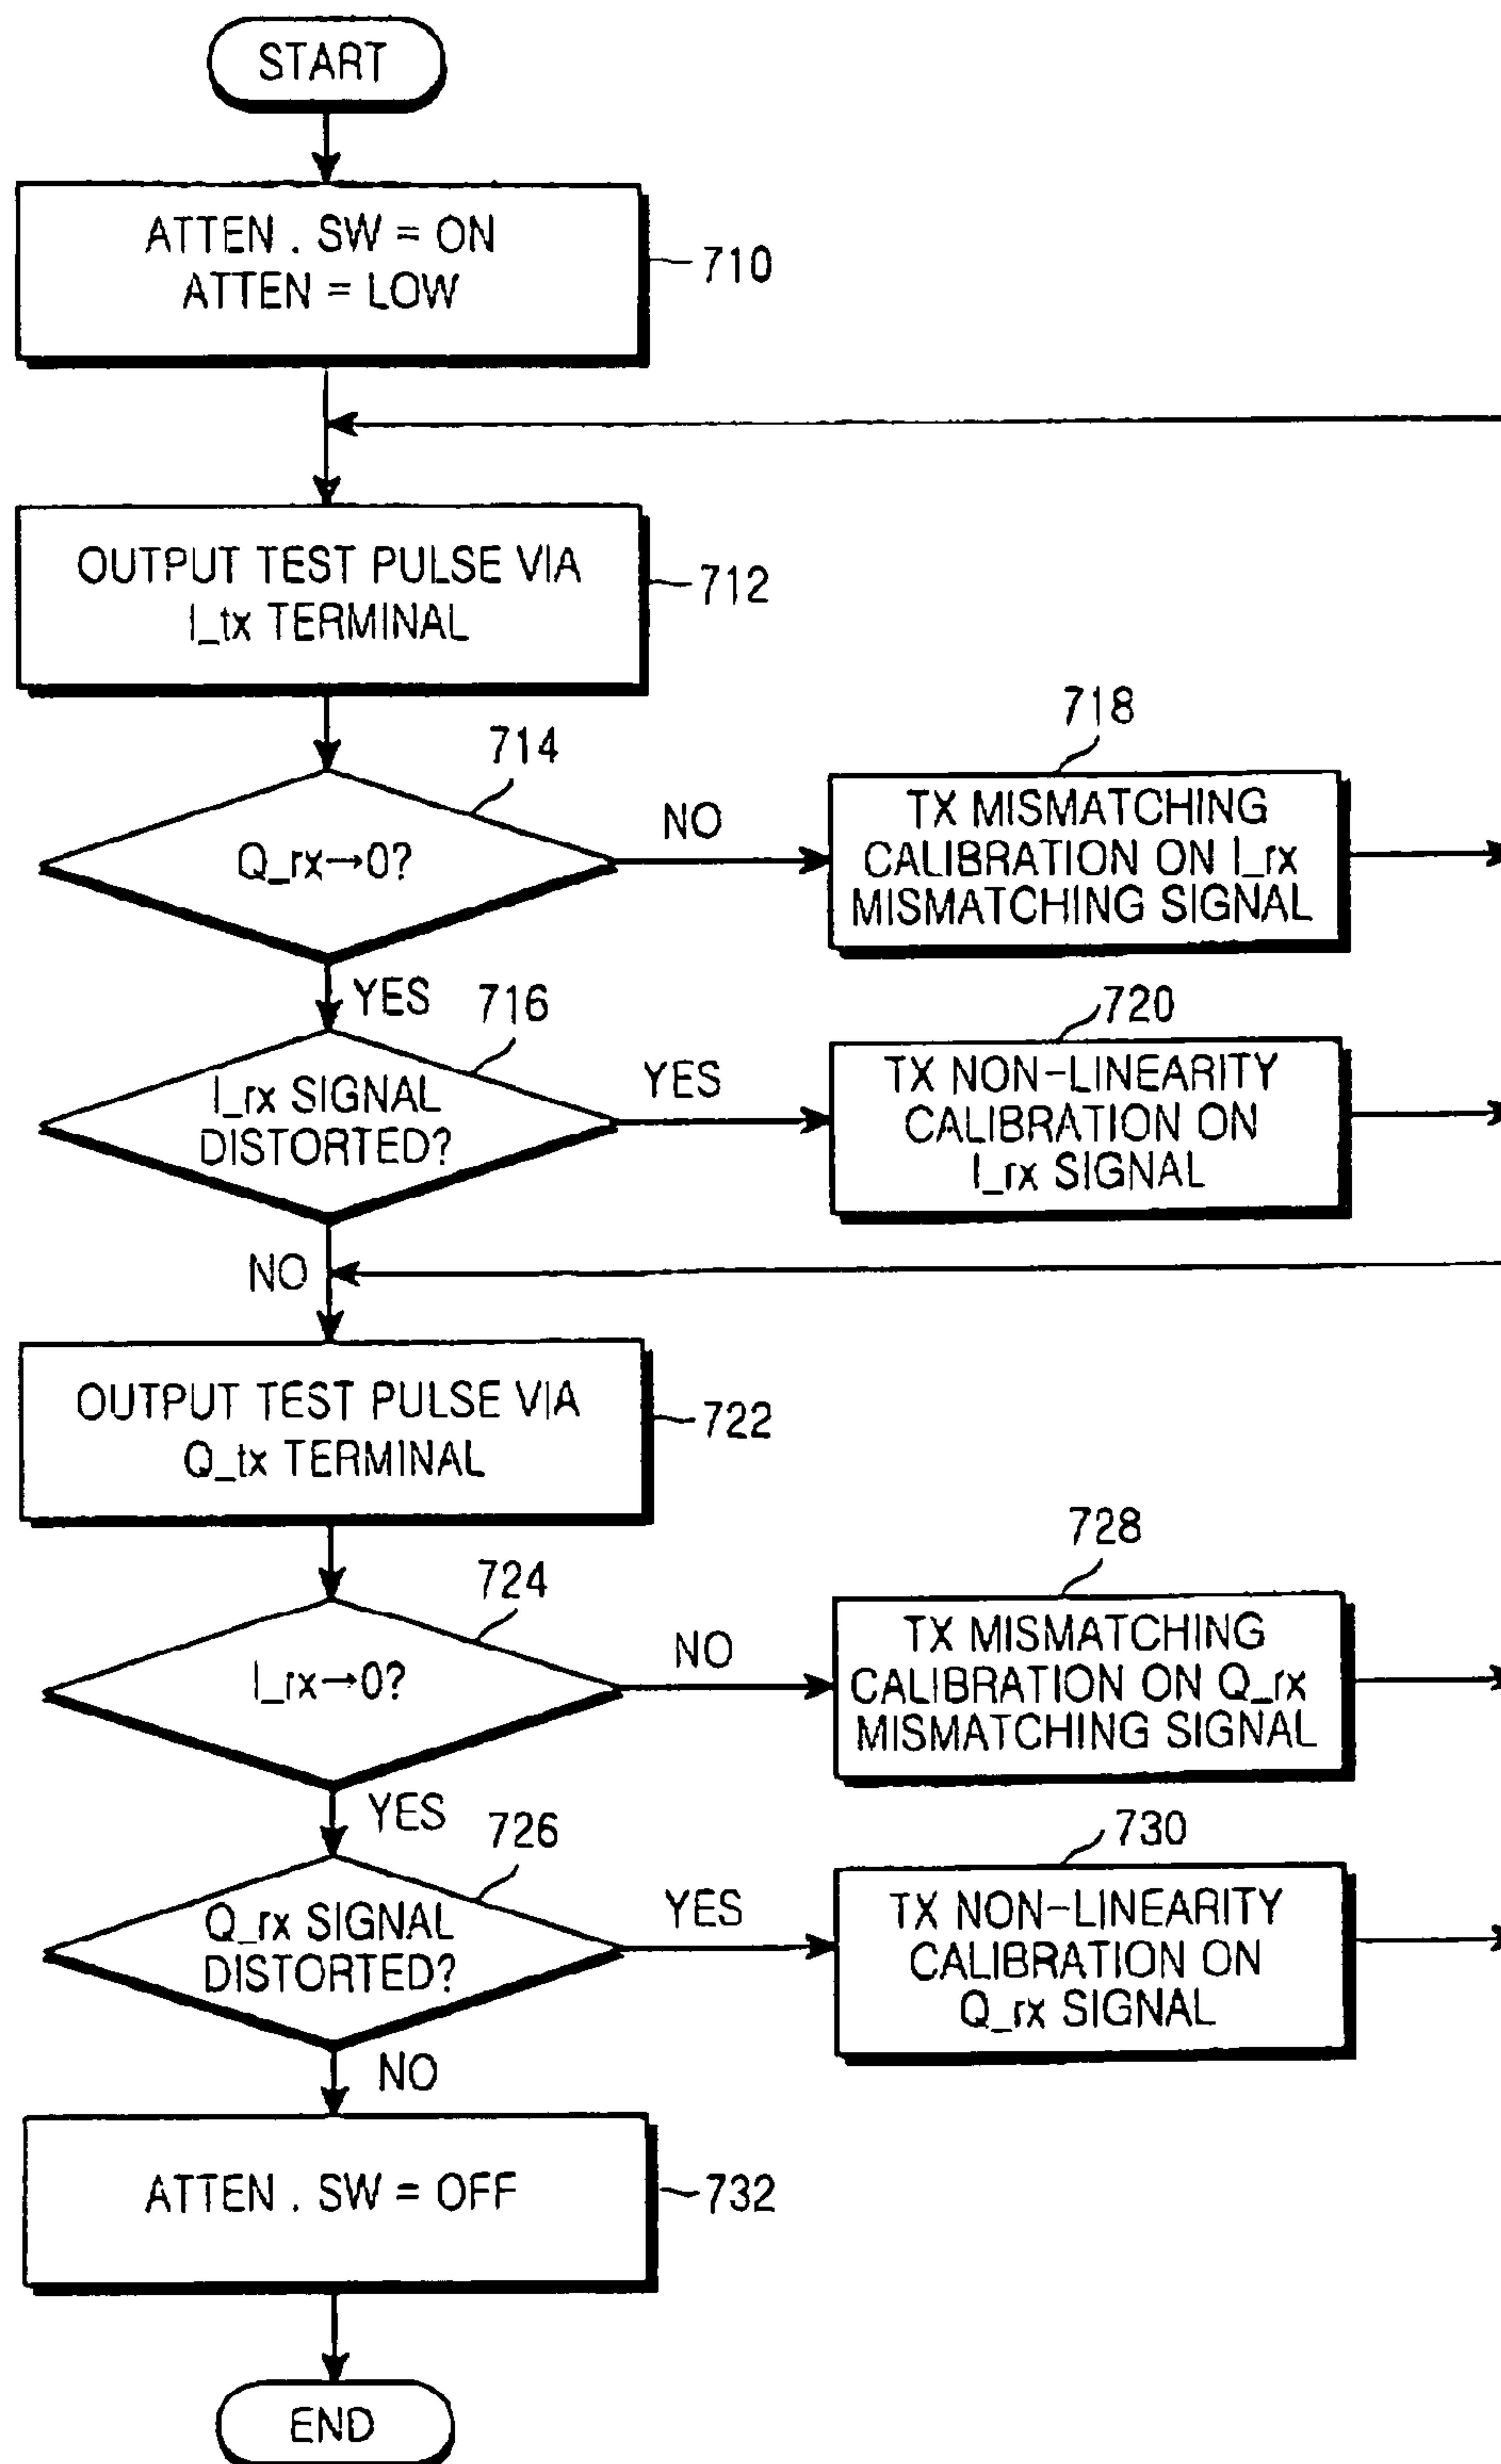 START
ATTEN . SW = ON
ATTEN = LOW
710
OUTPUT TEST PULSE VIA
I_tx TERMINAL
712
714
Q_rx→0?
NO
718
TX MISMATCHING
CALIBRATION ON I_rx
MISMATCHING SIGNAL
YES
716
I_rx SIGNAL
DISTORTED?
YES
720
TX NON-LINEARITY
CALIBRATION ON
I_rx SIGNAL
NO
OUTPUT TEST PULSE VIA
Q_tx TERMINAL
722
724
I_rx→0?
NO
728
TX MISMATCHING
CALIBRATION ON Q_rx
MISMATCHING SIGNAL
YES
726
Q_rx SIGNAL
DISTORTED?
YES
730
TX NON-LINEARITY
CALIBRATION ON
Q_rx SIGNAL
NO
ATTEN . SW = OFF
732
END